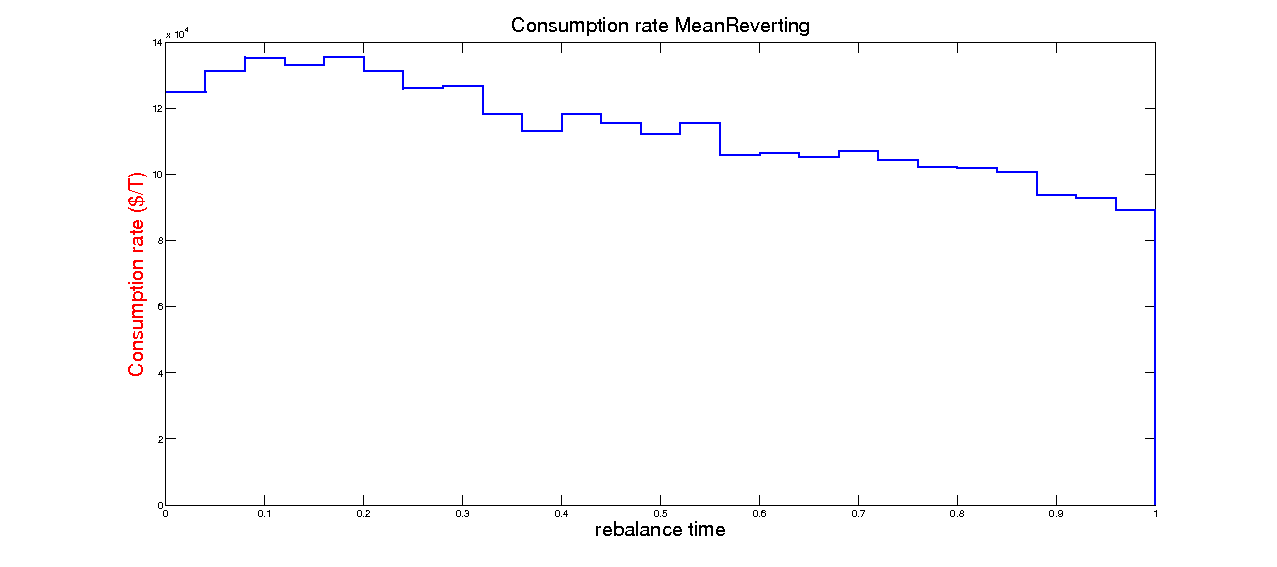 Consumption rate MeanReverting
x 10^4
14
12
10
8
6
4
2
0
Consumption rate ($/T)
0 0.1 0.2 0.3 0.4 0.5 0.6 0.7 0.8 0.9 1
rebalance time